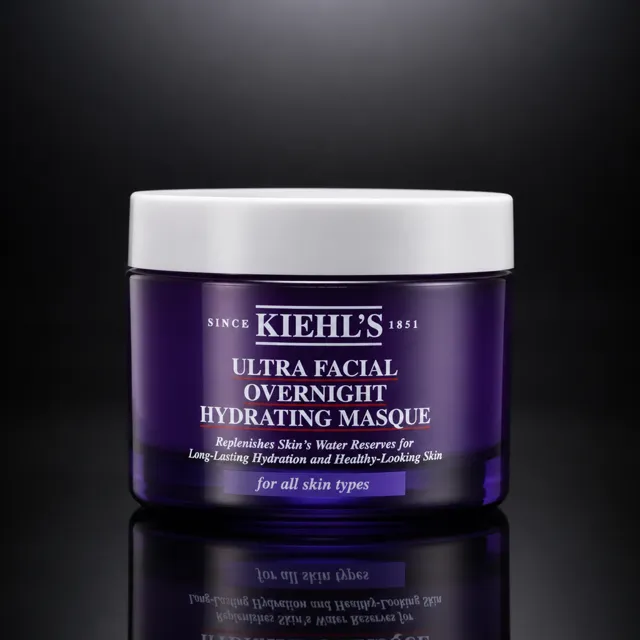 SINCE KIEHL'S 1851
ULTRA FACIAL
OVERNIGHT
HYDRATING MASQUE
Replenishes Skin's Water Reserves for
Long-Lasting Hydration and Healthy-Looking Skin
for all skin types